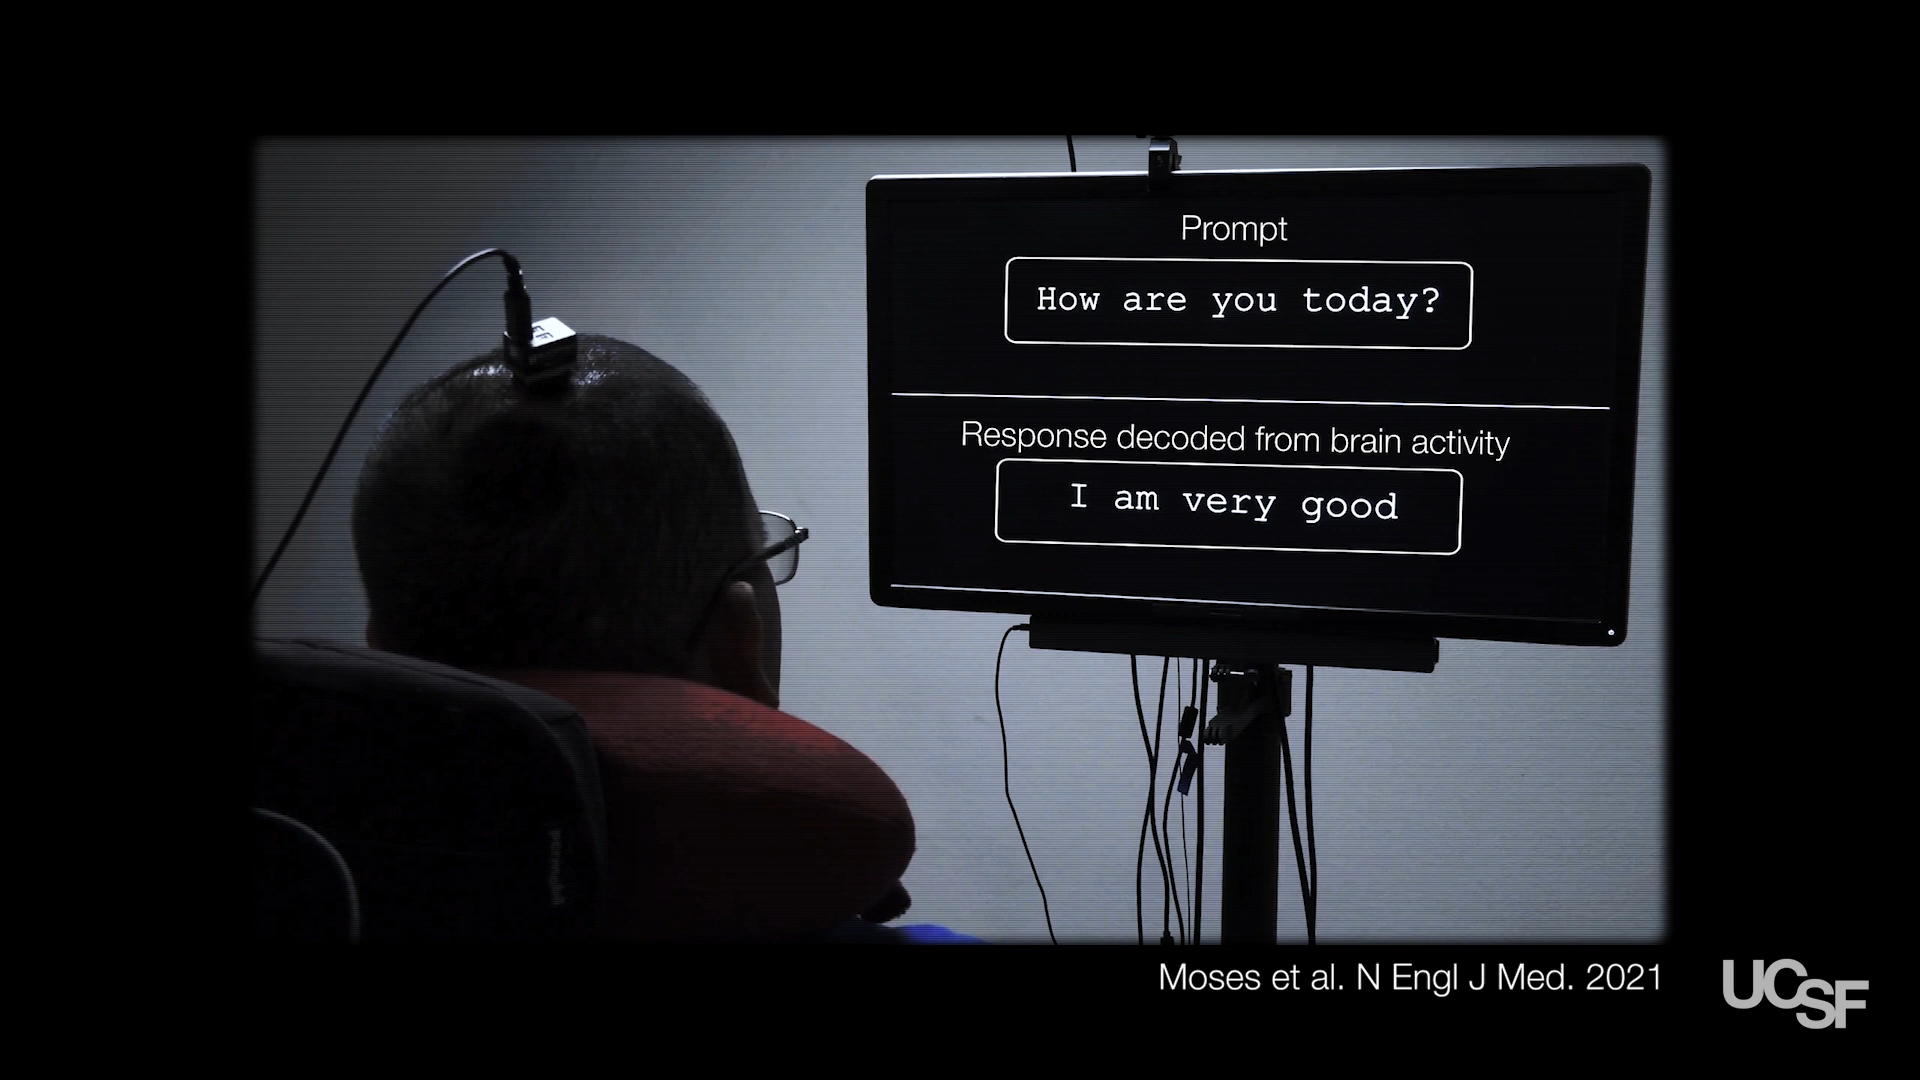 Prompt
How are you today?
Response decoded from brain activity
I am very good
Moses et al. N Engl J Med. 2021
UCSF